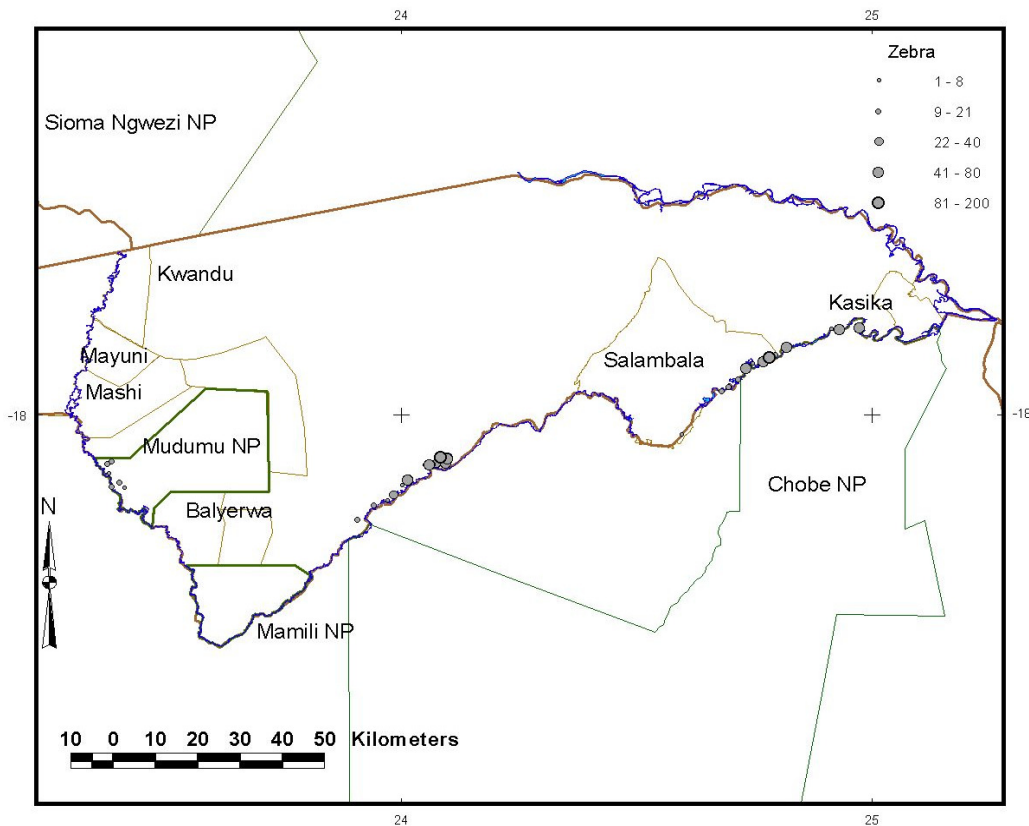 24 25
Zebra
1 - 8
9 - 21
22 - 40
41 - 80
81 - 200
Sioma Ngwezi NP
Kwandu
Kasika
Mayuni
Salambala
Mashi
-18 -18
Mudumu NP
Chobe NP
Balyerwa
N
Mamili NP
10 0 10 20 30 40 50 Kilometers
24 25